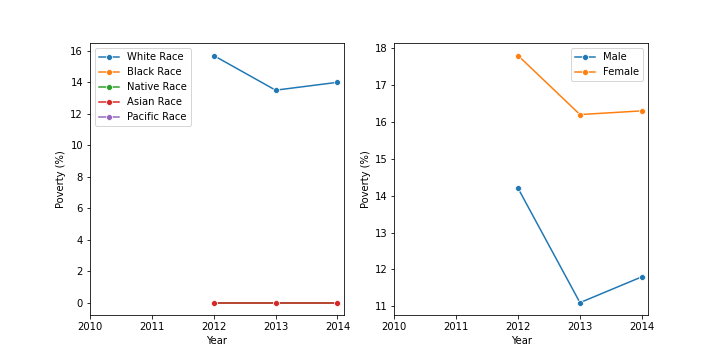 16
14
12
10
8
6
4
2
0
Poverty (%)
2010 2011 2012 2013 2014
Year
White Race
Black Race
Native Race
Asian Race
Pacific Race
18
17
16
15
14
13
12
11
Poverty (%)
2010 2011 2012 2013 2014
Year
Male
Female